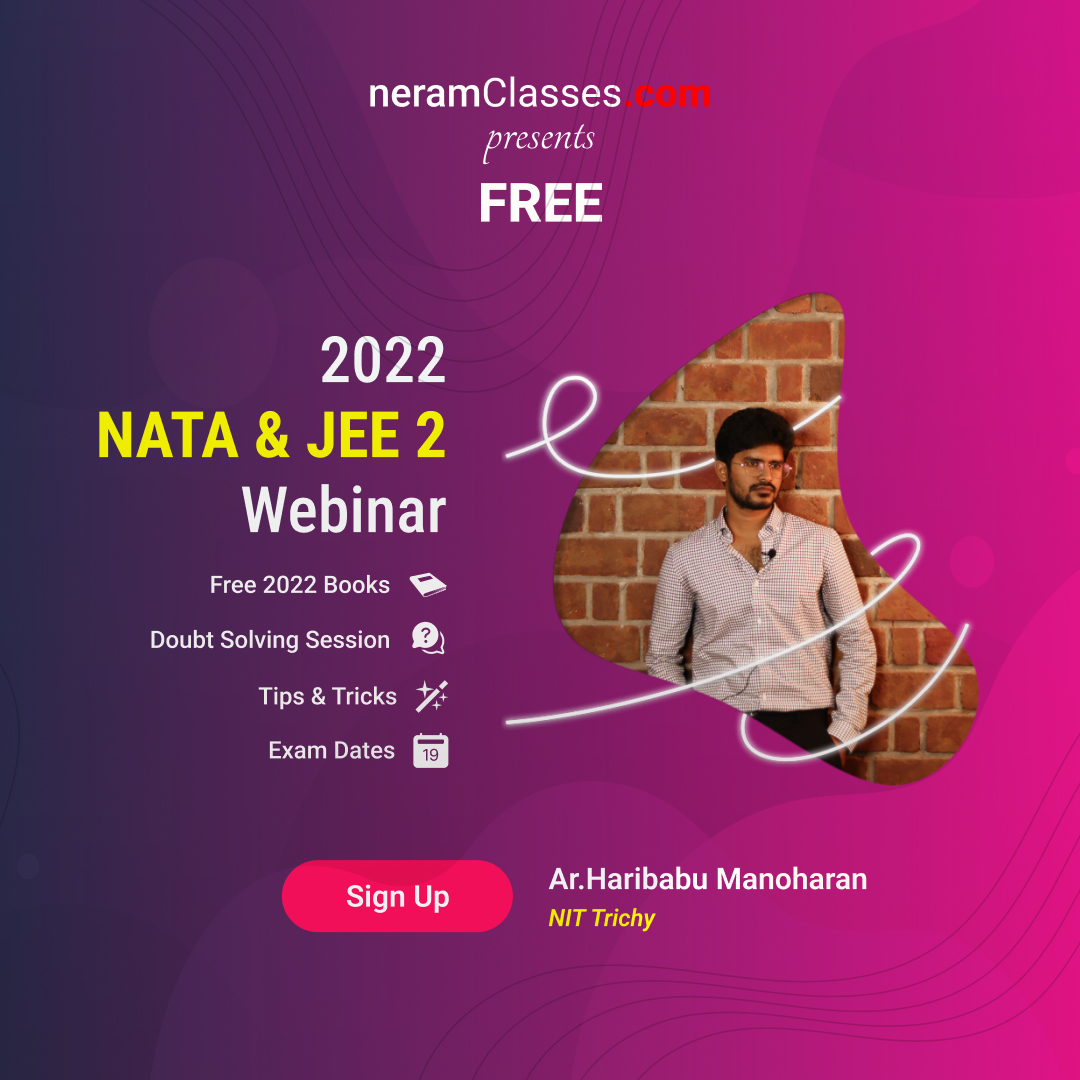 neramClasses.com
presents
FREE
2022
NATA & JEE 2
Webinar
Free 2022 Books
Doubt Solving Session
?
Tips & Tricks
Exam Dates
19
Sign Up
Ar.Haribabu Manoharan
NIT Trichy